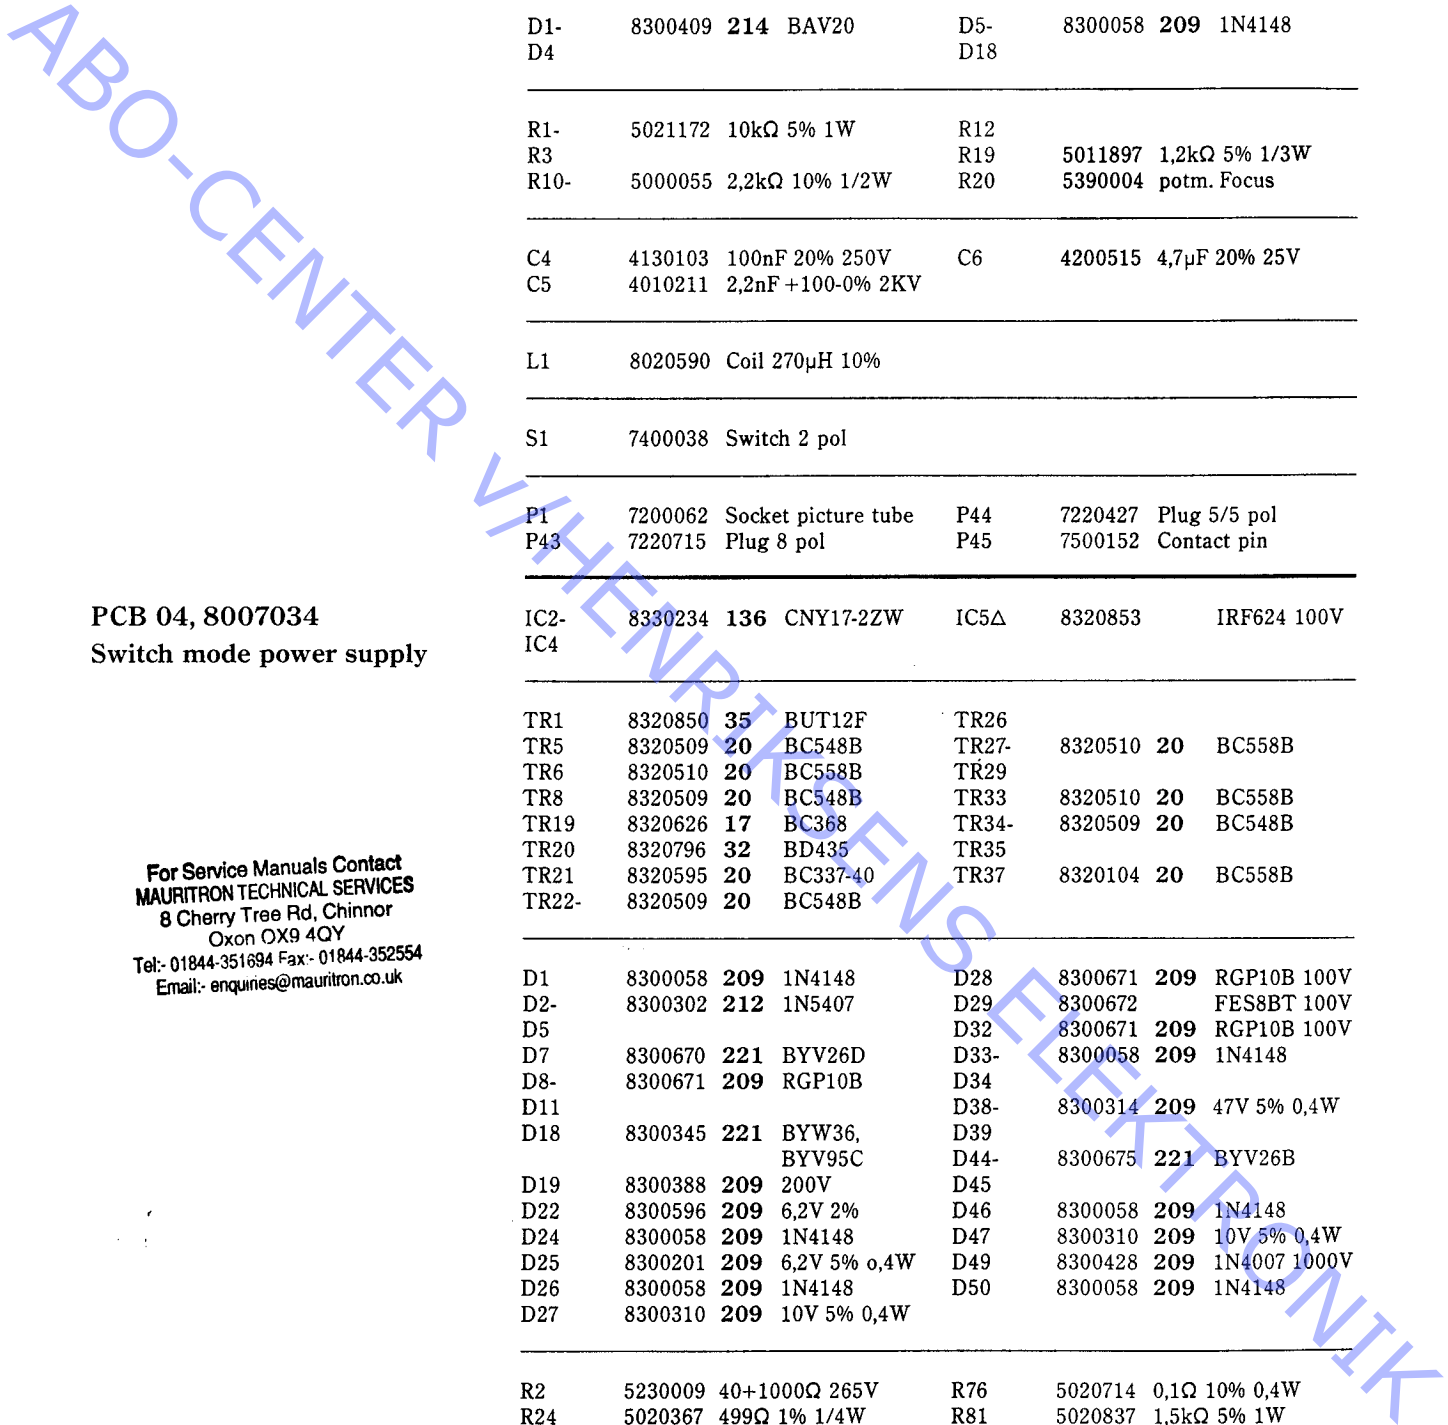 D1- 8300409 214 BAV20 D5- 8300058 209 1N4148
D4 D18
R1- 5021172 10kΩ 5% 1W R12
R3 R19 5011897 1,2kΩ 5% 1/3W
R10- 5000055 2,2kΩ 10% 1/2W R20 5390004 potm. Focus
C4 4130103 100nF 20% 250V C6 4200515 4,7µF 20% 25V
C5 4010211 2,2nF +100-0% 2KV
L1 8020590 Coil 270µH 10%
S1 7400038 Switch 2 pol
P1 7200062 Socket picture tube P44 7220427 Plug 5/5 pol
P43 7220715 Plug 8 pol P45 7500152 Contact pin
PCB 04, 8007034
Switch mode power supply
IC2- 8330234 136 CNY17-2ZW IC5△ 8320853 IRF624 100V
IC4
TR1 8320850 35 BUT12F TR26
TR5 8320509 20 BC548B TR27- 8320510 20 BC558B
TR6 8320510 20 BC558B TR29
TR8 8320509 20 BC548B TR33 8320510 20 BC558B
TR19 8320626 17 BC368 TR34- 8320509 20 BC548B
TR20 8320796 32 BD435 TR35
TR21 8320595 20 BC337-40 TR37 8320104 20 BC558B
TR22- 8320509 20 BC548B
For Service Manuals Contact
MAURITRON TECHNICAL SERVICES
8 Cherry Tree Rd, Chinnor
Oxon OX9 4QY
Tel:- 01844-351694 Fax:- 01844-352554
Email:- enquiries@mauritron.co.uk
D1 8300058 209 1N4148 D28 8300671 209 RGP10B 100V
D2- 8300302 212 1N5407 D29 8300672 FES8BT 100V
D5 D32 8300671 209 RGP10B 100V
D7 8300670 221 BYV26D D33- 8300058 209 1N4148
D8- 8300671 209 RGP10B D34
D11 D38- 8300314 209 47V 5% 0,4W
D18 8300345 221 BYW36, D39
BYV95C D44- 8300675 221 BYV26B
D19 8300388 209 200V D45
D22 8300596 209 6,2V 2% D46 8300058 209 1N4148
D24 8300058 209 1N4148 D47 8300310 209 10V 5% 0,4W
D25 8300201 209 6,2V 5% o,4W D49 8300428 209 1N4007 1000V
D26 8300058 209 1N4148 D50 8300058 209 1N4148
D27 8300310 209 10V 5% 0,4W
R2 5230009 40+1000Ω 265V R76 5020714 0,1Ω 10% 0,4W
R24 5020367 499Ω 1% 1/4W R81 5020837 1,5kΩ 5% 1W
ABO-CENTER V/HENRIKSENS ELEKTRONIK